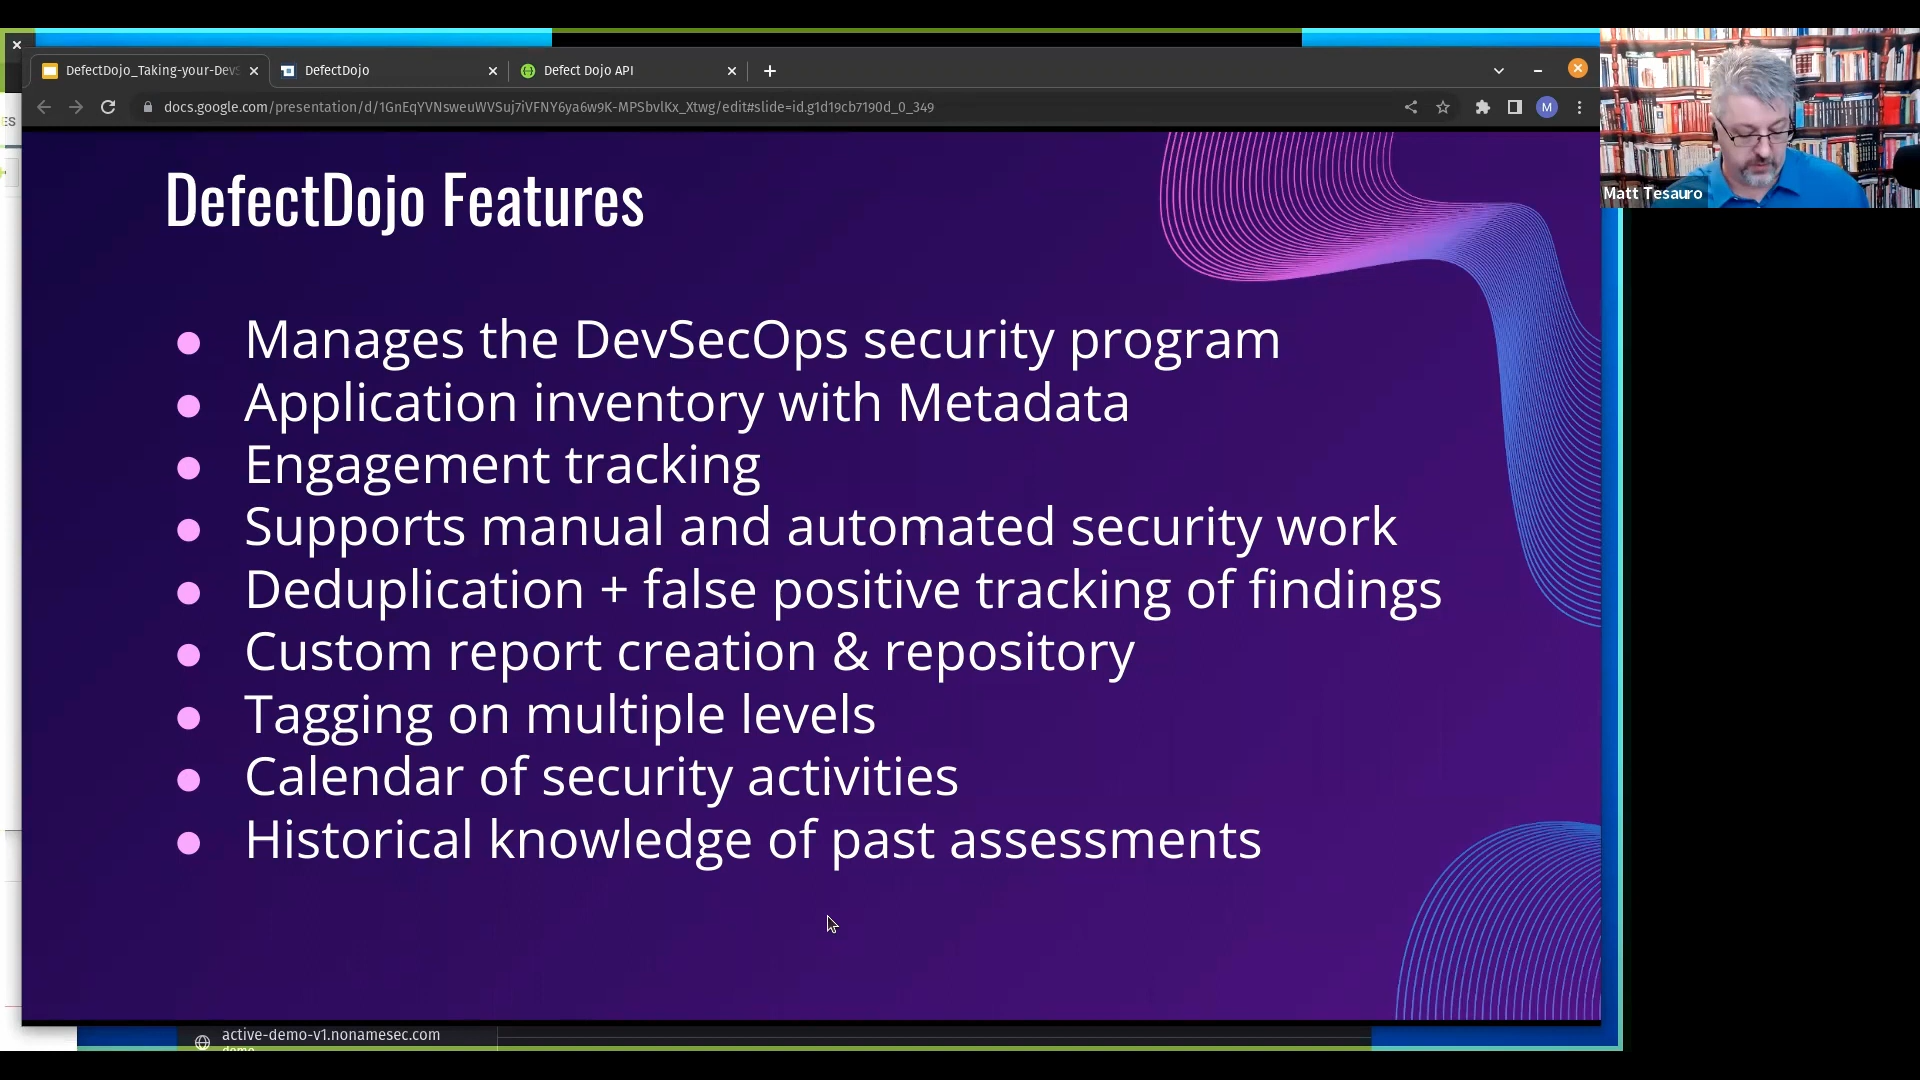 DefectDojo_Taking-your-Dev
DefectDojo
Defect Dojo API
docs.google.com/presentation/d/1GnEqYVNsweuWVSuj7iVFNY6ya6w9K-MPSbvlKx_Xtwg/edit#slide=id.g1d19cb7190d_0_349
M
ES
Matt Tesauro
DefectDojo Features
● Manages the DevSecOps security program
● Application inventory with Metadata
● Engagement tracking
● Supports manual and automated security work
● Deduplication + false positive tracking of findings
● Custom report creation & repository
● Tagging on multiple levels
● Calendar of security activities
● Historical knowledge of past assessments
active-demo-v1.nonamesec.com